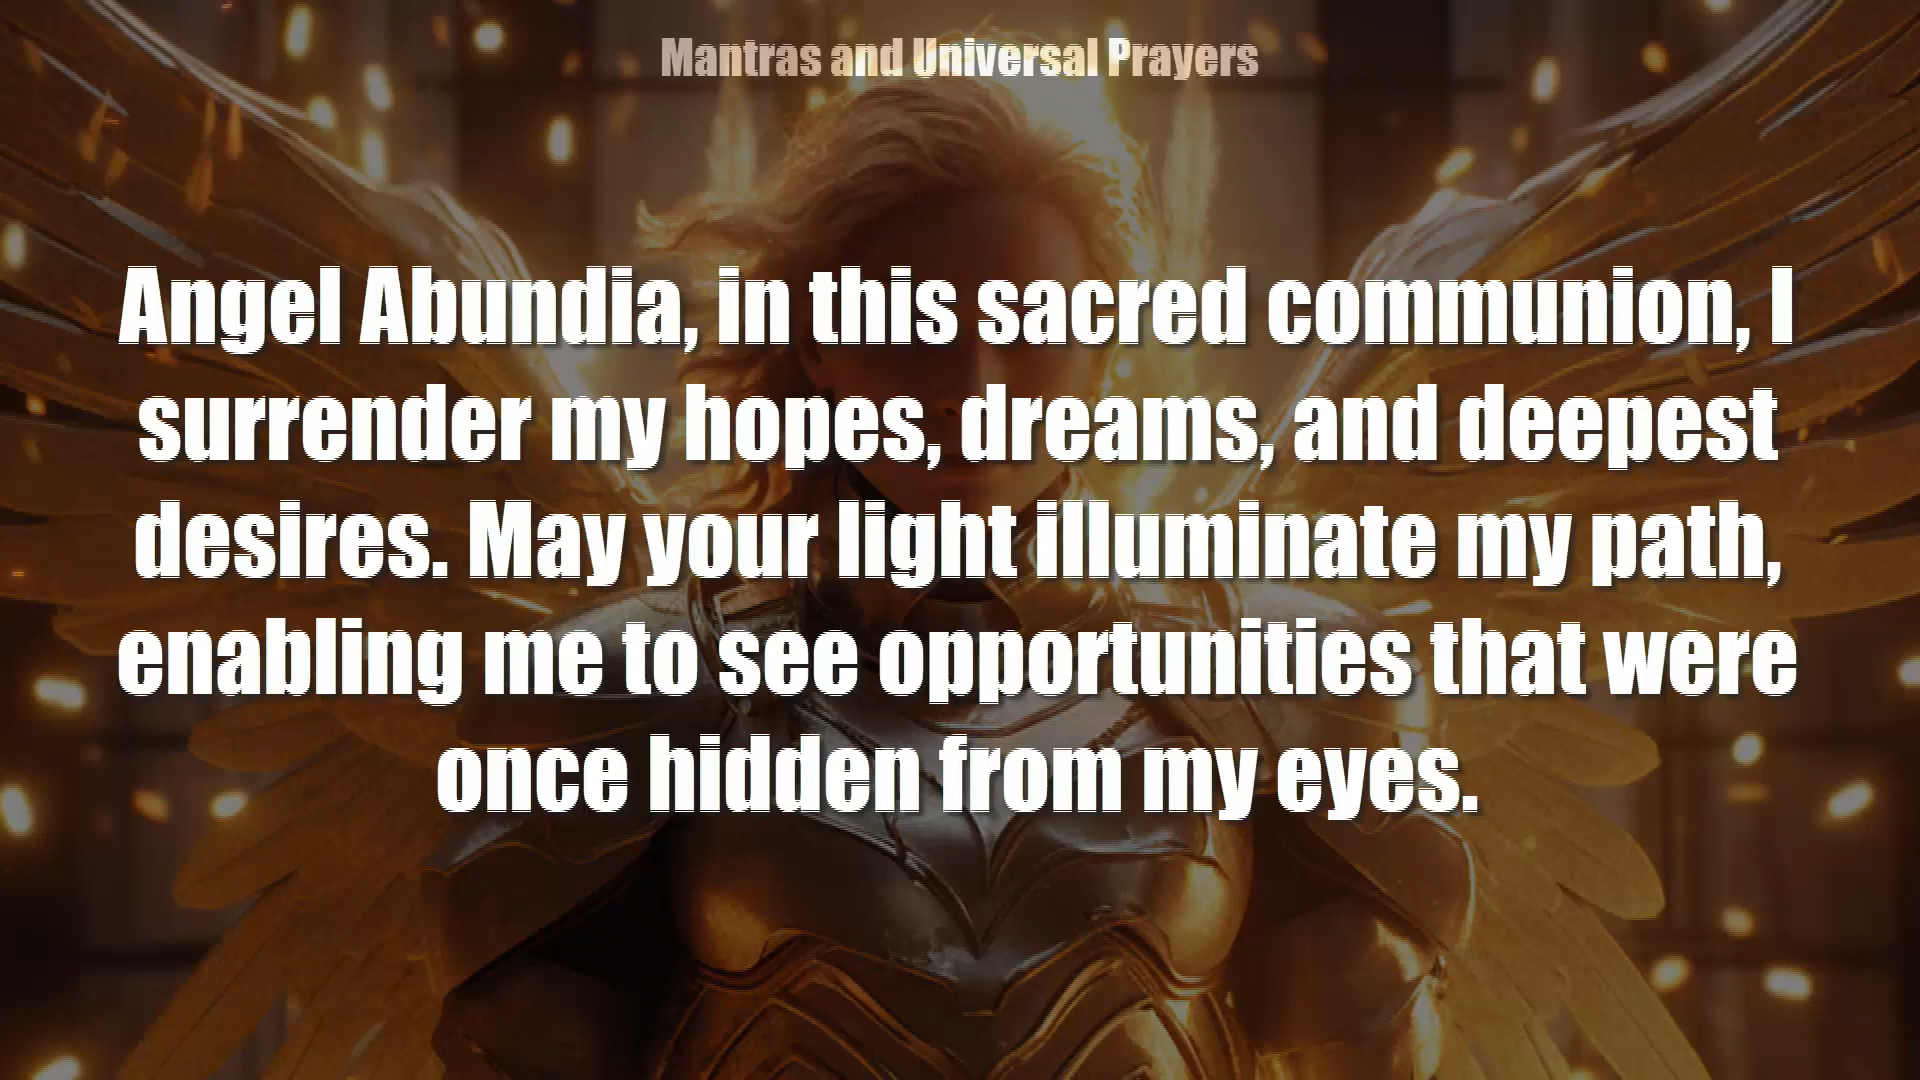 Mantras and Universal Prayers
Angel Abundia, in this sacred communion, I
surrender my hopes, dreams, and deepest
desires. May your light illuminate my path,
enabling me to see opportunities that were
once hidden from my eyes.